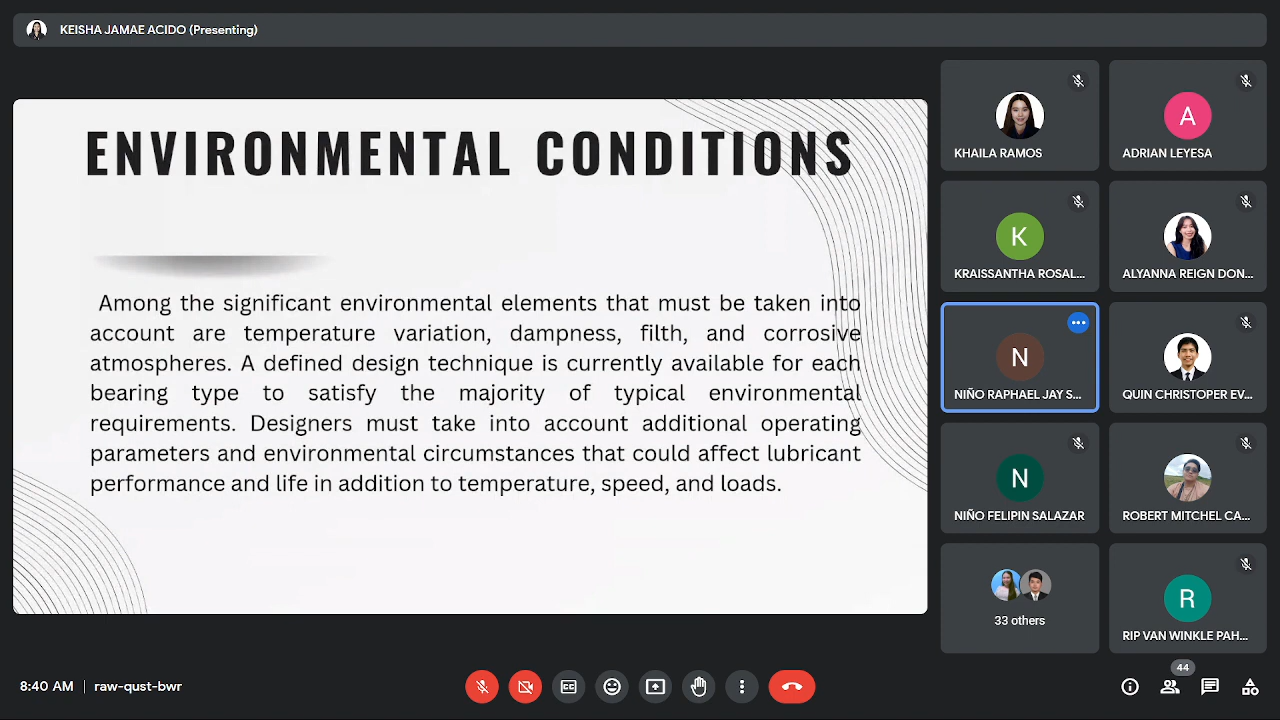 KEISHA JAMAE ACIDO (Presenting)
ENVIRONMENTAL CONDITIONS
Among the significant environmental elements that must be taken into
account are temperature variation, dampness, filth, and corrosive
atmospheres. A defined design technique is currently available for each
bearing type to satisfy the majority of typical environmental
requirements. Designers must take into account additional operating
parameters and environmental circumstances that could affect lubricant
performance and life in addition to temperature, speed, and loads.
KHAILA RAMOS
A
ADRIAN LEYESA
K
KRAISSANTHA ROSAL...
ALYANNA REIGN DON...
N
NIÑO RAPHAEL JAY S...
QUIN CHRISTOPER EV...
N
NIÑO FELIPIN SALAZAR
ROBERT MITCHEL CA...
33 others
R
RIP VAN WINKLE PAH...
8:40 AM | raw-qust-bwr
44